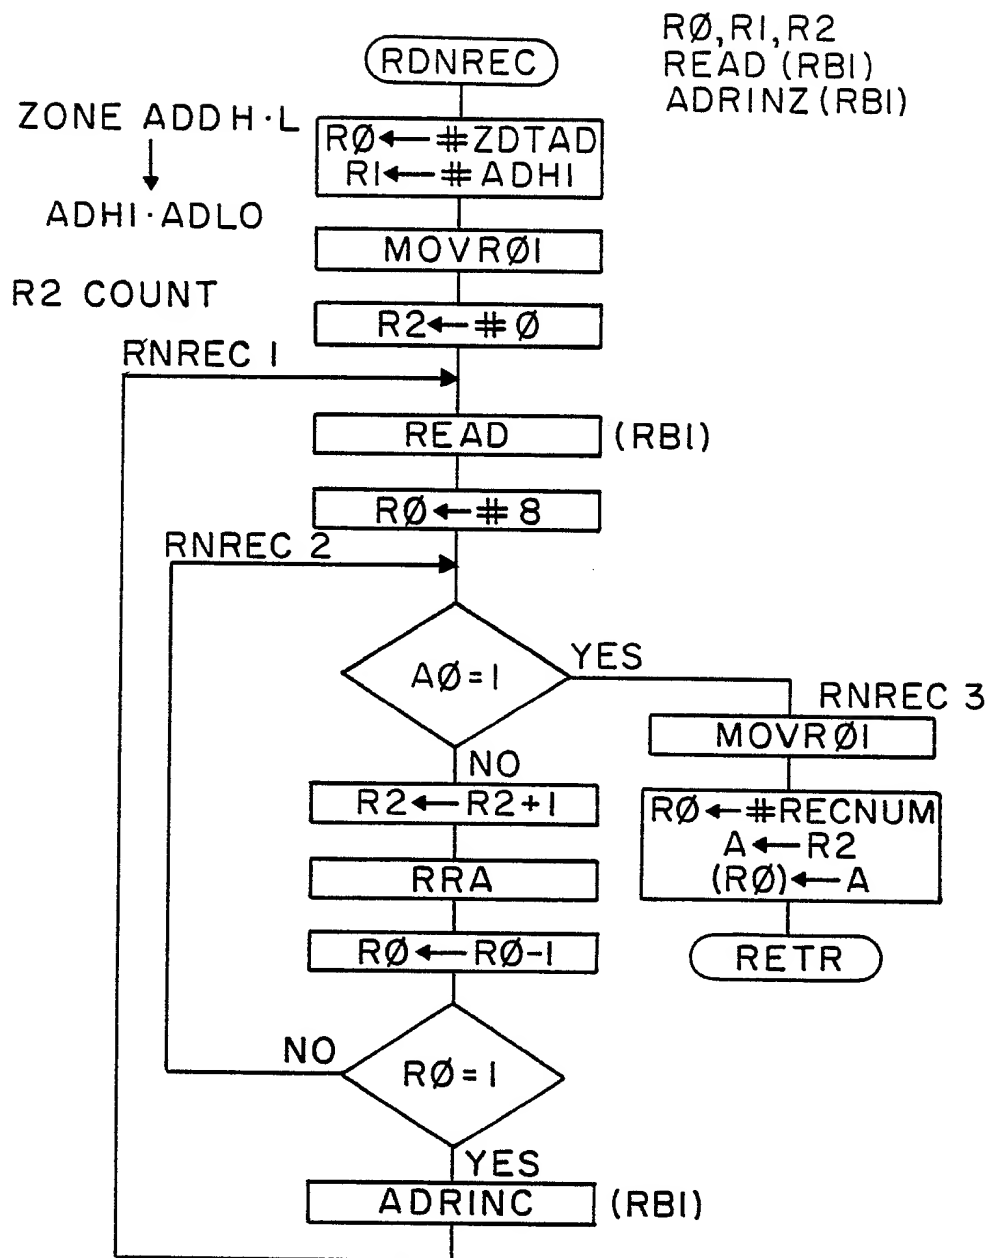 RØ, R1, R2
READ (RB1)
ADRINZ (RB1)
RDNREC
ZONE ADD H·L
↓
ADHI·ADLO
RØ ← #ZDTAD
R1 ← #ADHI
MOVRØ1
R2 COUNT
R2 ← #Ø
RNREC 1
READ (RB1)
RØ ← #8
RNREC 2
AØ=1
YES
RNREC 3
MOVRØ1
NO
R2 ← R2+1
RØ ← #RECNUM
A ← R2
(RØ) ← A
RRA
RØ ← RØ-1
RETR
NO
RØ=1
YES
ADRINC (RB1)